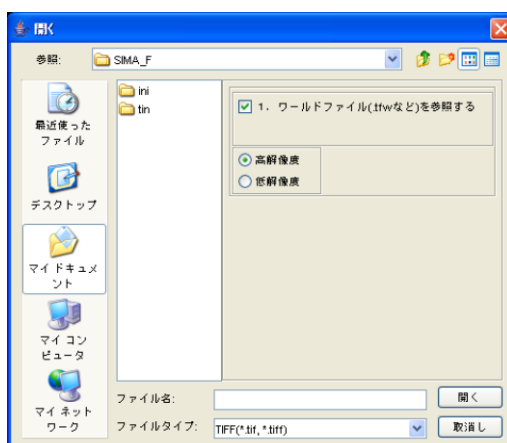 開く
参照:
SIMA_F
最近使った
ファイル
デスクトップ
マイ ドキュメ
ント
マイ コン
ピュータ
マイ ネット
ワーク
ini
tin
1．ワールドファイル(.tfwなど)を参照する
高解像度
低解像度
ファイル名:
開く
ファイルタイプ:
TIFF(*.tif, *.tiff)
取消し